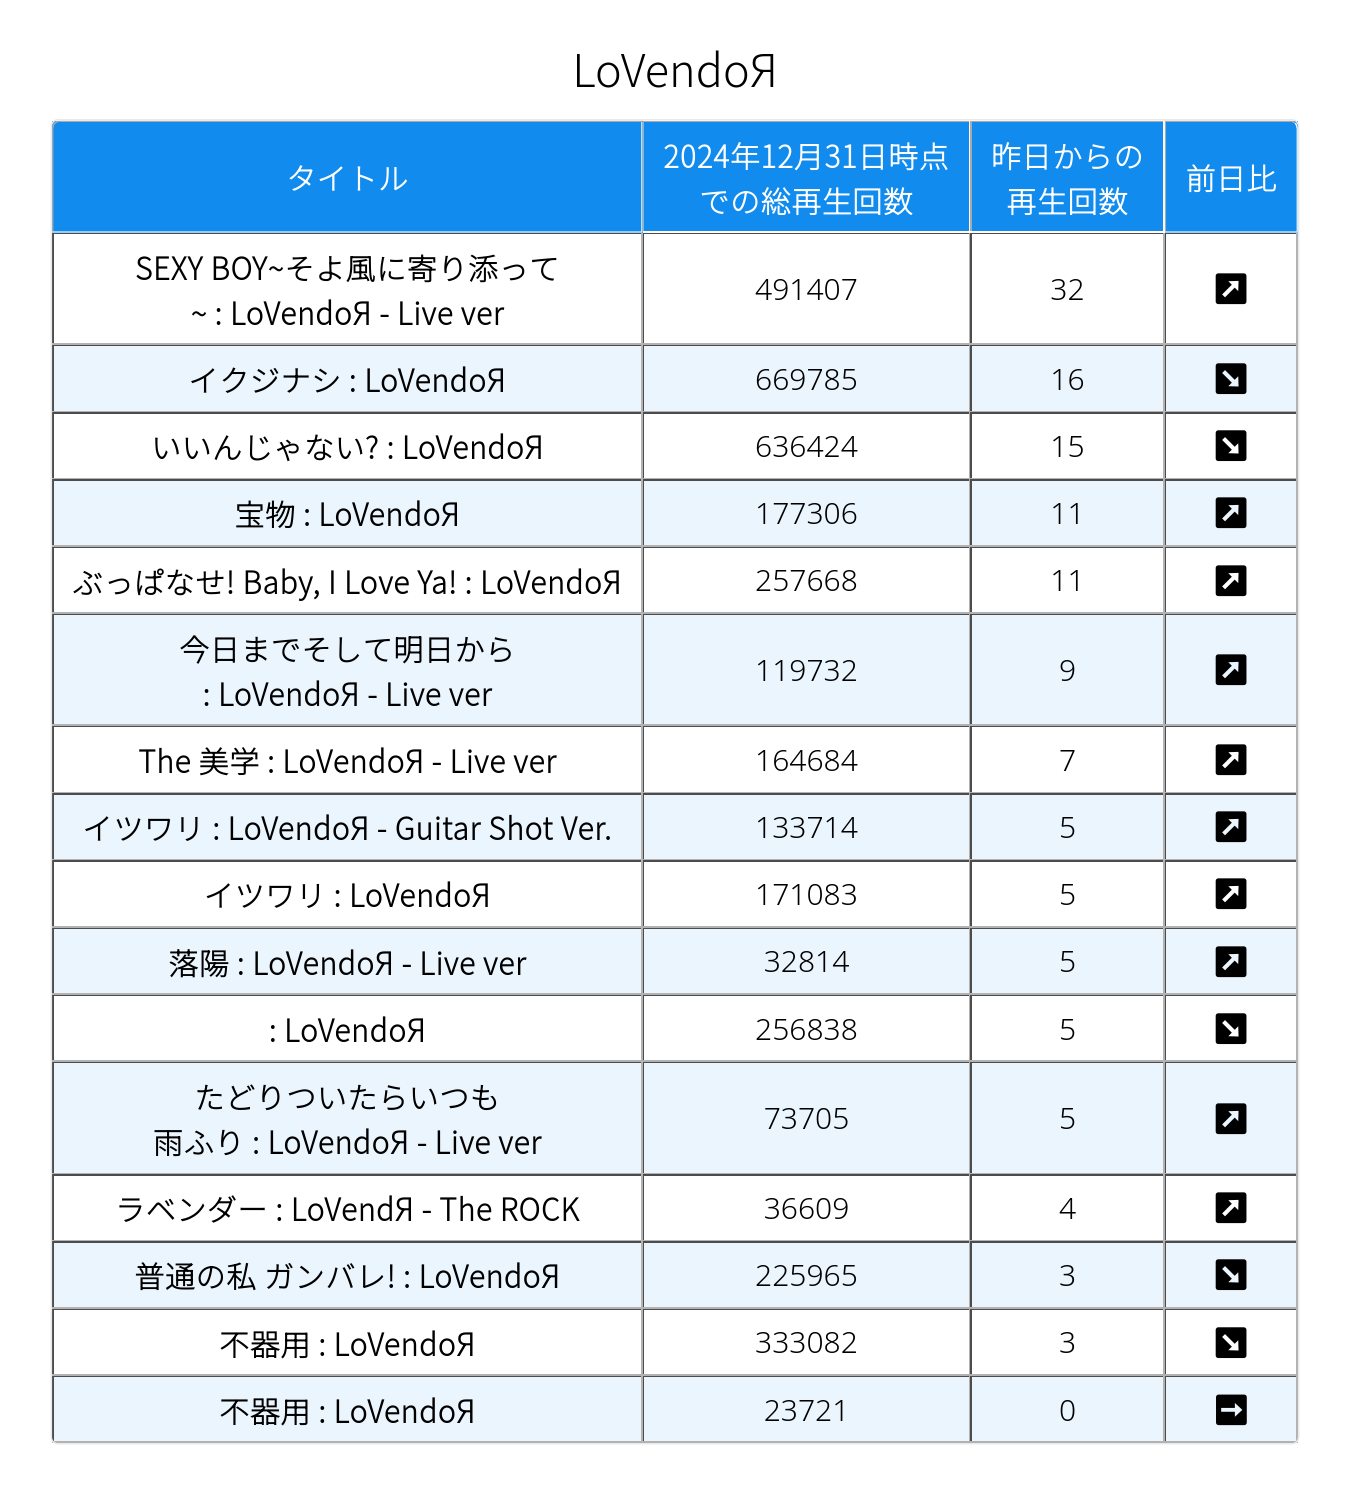 LoVendoЯ
タイトル
2024年12月31日時点
での総再生回数
昨日からの
再生回数
前日比
SEXY BOY~そよ風に寄り添って
~ : LoVendoЯ - Live ver
491407
32
イクジナシ : LoVendoЯ
669785
16
いいんじゃない? : LoVendoЯ
636424
15
宝物 : LoVendoЯ
177306
11
ぶっぱなせ! Baby, I Love Ya! : LoVendoЯ
257668
11
今日までそして明日から
: LoVendoЯ - Live ver
119732
9
The 美学 : LoVendoЯ - Live ver
164684
7
イツワリ : LoVendoЯ - Guitar Shot Ver.
133714
5
イツワリ : LoVendoЯ
171083
5
落陽 : LoVendoЯ - Live ver
32814
5
: LoVendoЯ
256838
5
たどりついたらいつも
雨ふり : LoVendoЯ - Live ver
73705
5
ラベンダー : LoVendЯ - The ROCK
36609
4
普通の私 ガンバレ! : LoVendoЯ
225965
3
不器用 : LoVendoЯ
333082
3
不器用 : LoVendoЯ
23721
0